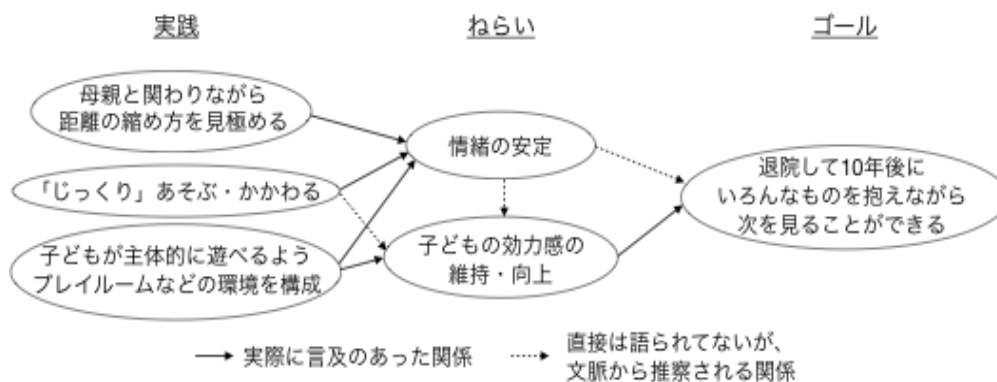 実践
ねらい
ゴール
母親と関わりながら
距離の縮め方を見極める
「じっくり」あそぶ・かかわる
子どもが主体的に遊べるよう
プレイルームなどの環境を構成
情緒の安定
子どもの効力感の
維持・向上
退院して10年後に
いろんなものを抱えながら
次を見ることができる
実際に言及のあった関係
直接は語られてないが、
文脈から推察される関係